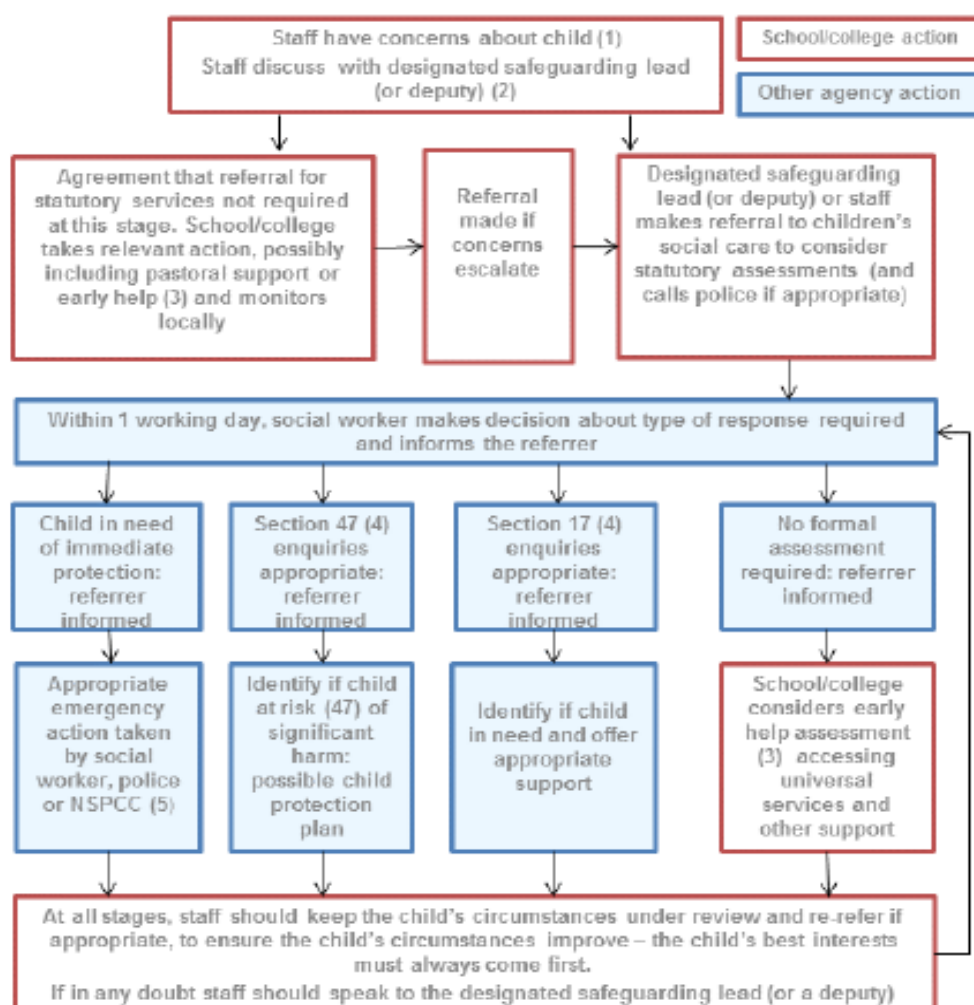 Staff have concerns about child (1)
Staff discuss with designated safeguarding lead
(or deputy) (2)
School/college action
Other agency action
Agreement that referral for
statutory services not required
at this stage. School/college
takes relevant action, possibly
including pastoral support or
early help (3) and monitors
locally
Referral
made if
concerns
escalate
Designated safeguarding
lead (or deputy) or staff
makes referral to children's
social care to consider
statutory assessments (and
calls police if appropriate)
Within 1 working day, social worker makes decision about type of response required
and informs the referrer
Child in need
of immediate
protection:
referrer
informed
Section 47 (4)
enquiries
appropriate:
referrer
informed
Section 17 (4)
enquiries
appropriate:
referrer
informed
No formal
assessment
required: referrer
informed
Appropriate
emergency
action taken
by social
worker, police
or NSPCC (5)
Identify if child
at risk (47) of
significant
harm:
possible child
protection
plan
Identify if child
in need and offer
appropriate
support
School/college
considers early
help assessment
(3) accessing
universal
services and
other support
At all stages, staff should keep the child's circumstances under review and re-refer if
appropriate, to ensure the child's circumstances improve – the child's best interests
must always come first.
If in any doubt staff should speak to the designated safeguarding lead (or a deputy)